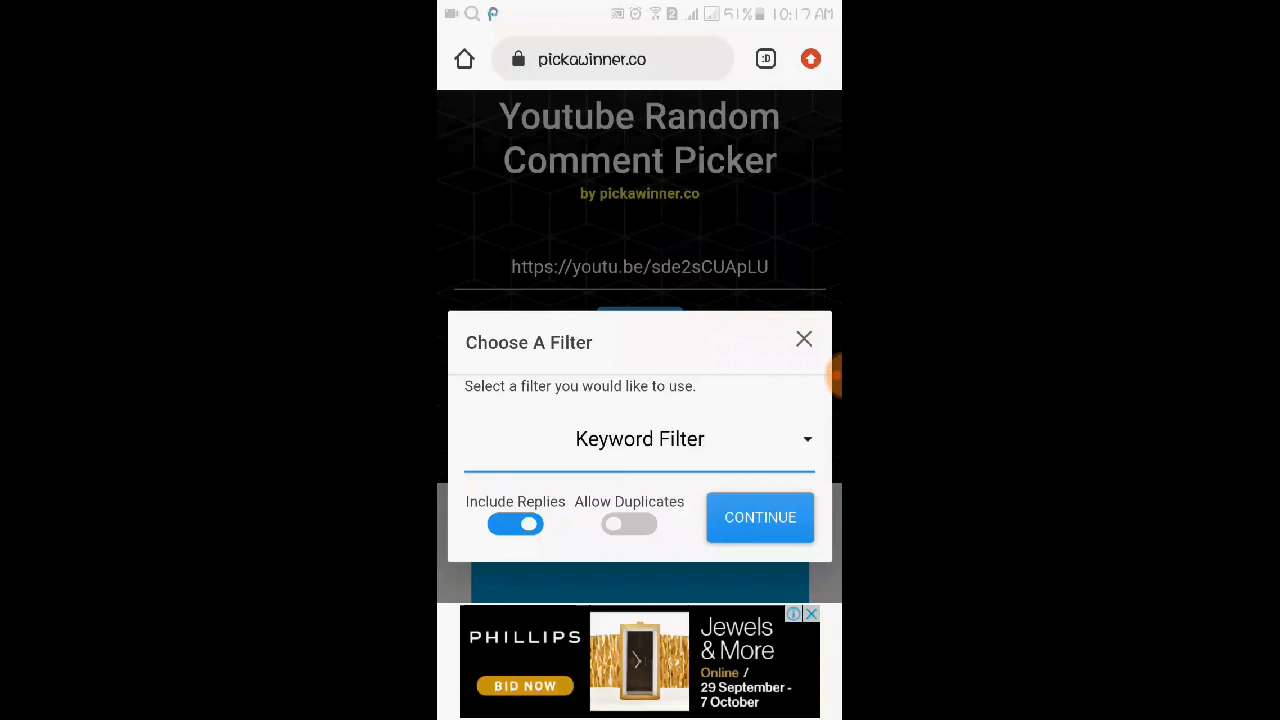 2 51% 10:17 AM
pickawinner.co :D
Youtube Random
Comment Picker
by pickawinner.co
https://youtu.be/sde2sCUApLU
Choose A Filter
Select a filter you would like to use.
Keyword Filter
Include Replies Allow Duplicates
CONTINUE
PHILLIPS
BID NOW
Jewels
& More
Online /
29 September -
7 October